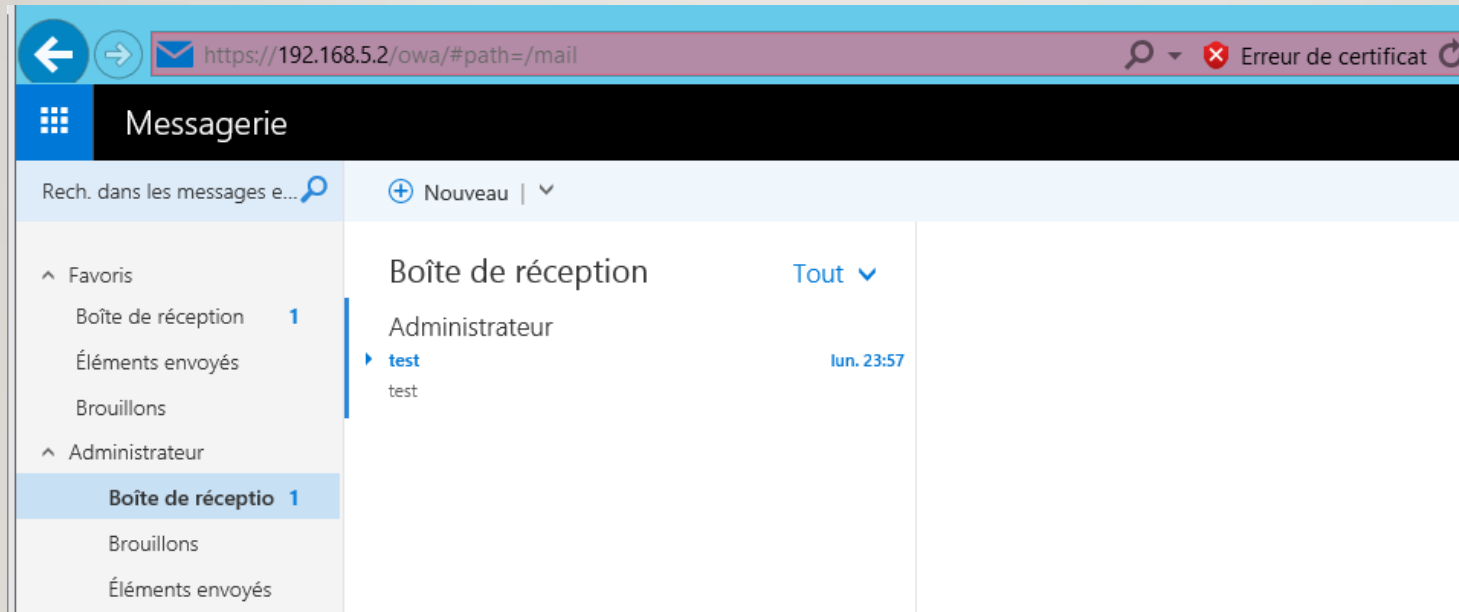 https://192.168.5.2/owa/#path=/mail
Erreur de certificat
Messagerie
Rech. dans les messages e...
Nouveau |
Favoris
Boîte de réception 1
Éléments envoyés
Brouillons
Administrateur
Boîte de réceptio 1
Brouillons
Éléments envoyés
Boîte de réception Tout
Administrateur
test lun. 23:57
test